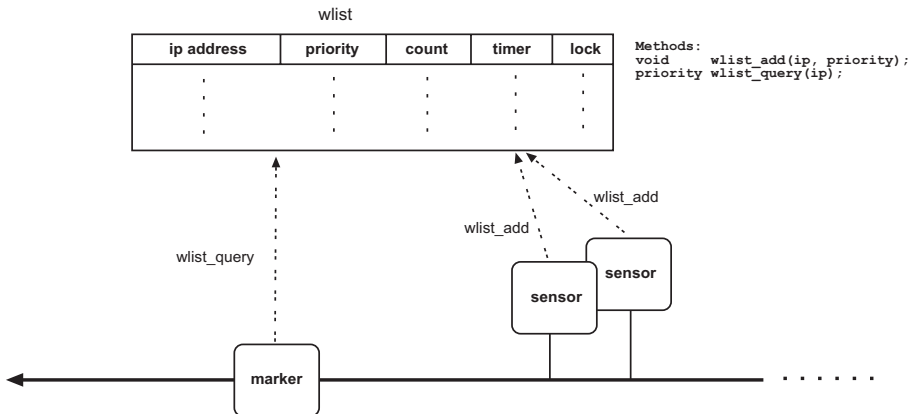 wlist
ip address priority count timer lock
Methods:
void wlist_add(ip, priority);
priority wlist_query(ip);
wlist_add
wlist_add
wlist_query
sensor
sensor
marker